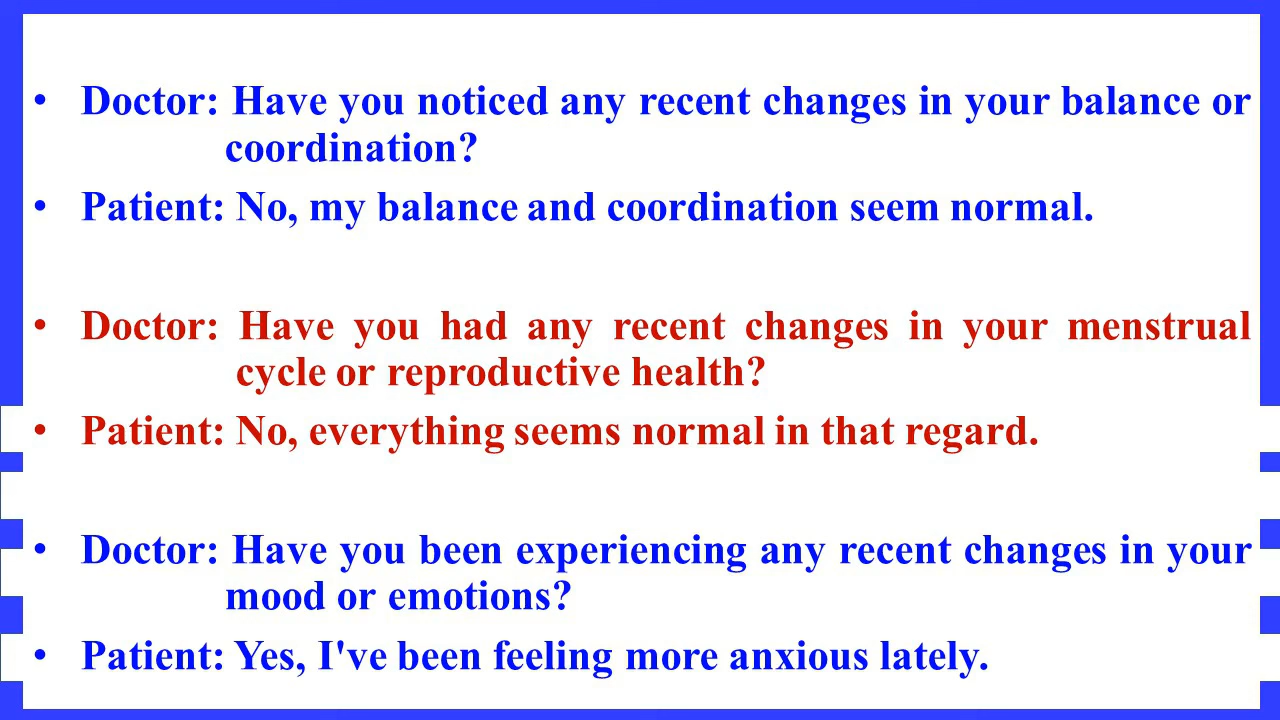 • Doctor: Have you noticed any recent changes in your balance or
coordination?
• Patient: No, my balance and coordination seem normal.
• Doctor: Have you had any recent changes in your menstrual
cycle or reproductive health?
• Patient: No, everything seems normal in that regard.
• Doctor: Have you been experiencing any recent changes in your
mood or emotions?
• Patient: Yes, I've been feeling more anxious lately.